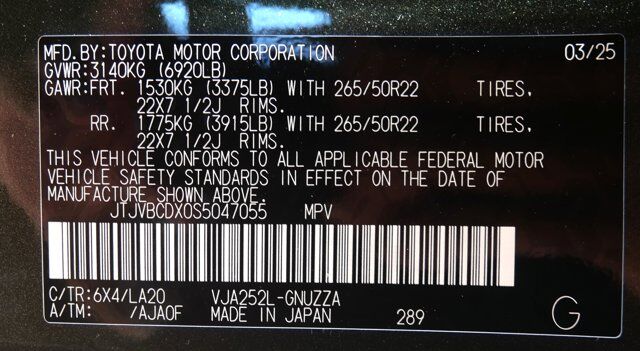 MFD.BY:TOYOTA MOTOR CORPORATION 03/25
GVWR:3140KG (6920LB)
GAWR:FRT. 1530KG (3375LB) WITH 265/50R22 TIRES,
22X7 1/2J RIMS.
RR. 1775KG (3915LB) WITH 265/50R22 TIRES,
22X7 1/2J RIMS.
THIS VEHICLE CONFORMS TO ALL APPLICABLE FEDERAL MOTOR
VEHICLE SAFETY STANDARDS IN EFFECT ON THE DATE OF
MANUFACTURE SHOWN ABOVE.
JTJVBCDX0S5047055 MPV
C/TR:6X4/LA20 VJA252L-GNUZZA
A/TM: /AJA0F MADE IN JAPAN 289 G